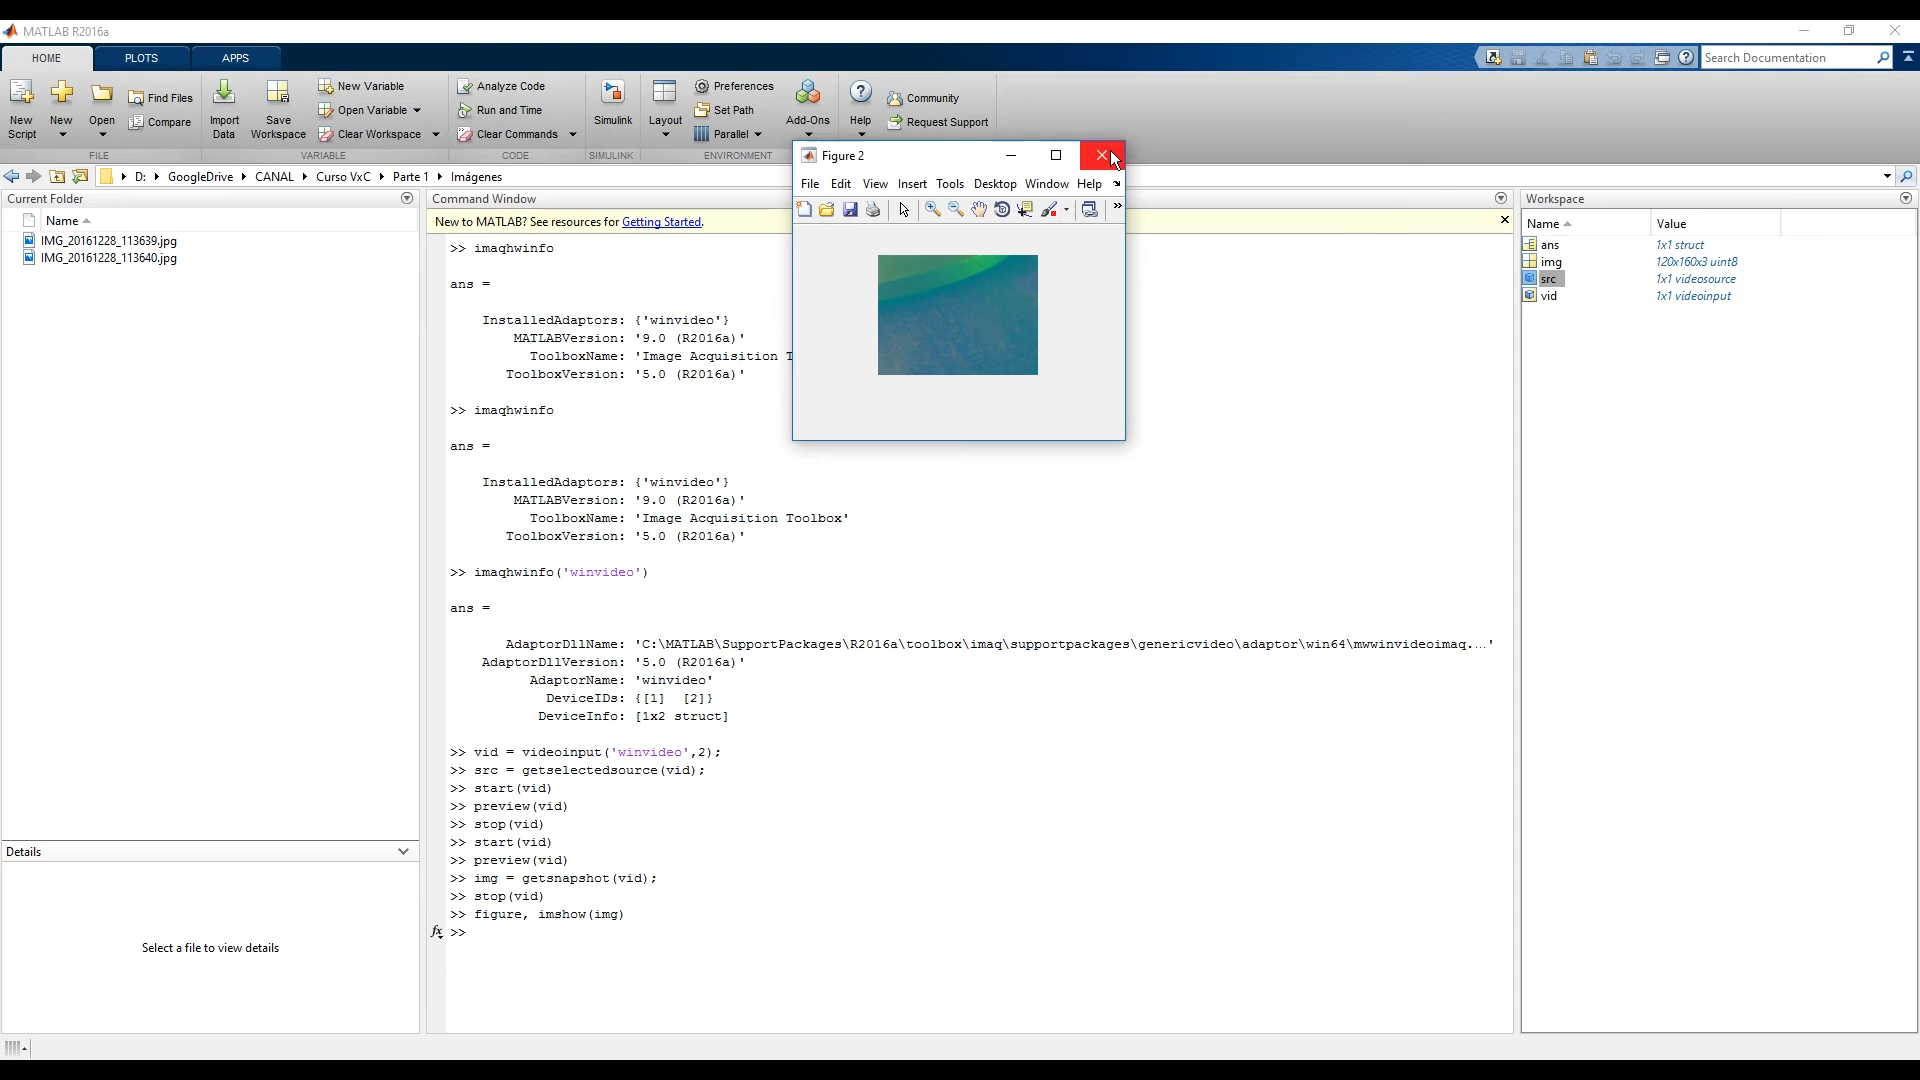 MATLAB R2016a
HOME
PLOTS
APPS
Search Documentation
New Script
New
Open
Find Files
Compare
Import Data
Save Workspace
New Variable
Open Variable
Clear Workspace
Analyze Code
Run and Time
Clear Commands
Simulink
Layout
Preferences
Set Path
Parallel
Add-Ons
Help
Community
Request Support
FILE
VARIABLE
CODE
SIMULINK
ENVIRONMENT
D: GoogleDrive CANAL Curso VxC Parte 1 Imágenes
Current Folder
Name
IMG_20161228_113639.jpg
IMG_20161228_113640.jpg
Details
Select a file to view details
Command Window
New to MATLAB? See resources for Getting Started.
>> imaqhwinfo
ans =
InstalledAdaptors: {'winvideo'}
MATLABVersion: '9.0 (R2016a)'
ToolboxName: 'Image Acquisition T
ToolboxVersion: '5.0 (R2016a)'
>> imaqhwinfo
ans =
InstalledAdaptors: {'winvideo'}
MATLABVersion: '9.0 (R2016a)'
ToolboxName: 'Image Acquisition Toolbox'
ToolboxVersion: '5.0 (R2016a)'
>> imaqhwinfo('winvideo')
ans =
AdaptorDllName: 'C:\MATLAB\SupportPackages\R2016a\toolbox\imaq\supportpackages\genericvideo\adaptor\win64\mwwinvideoimaq....'
AdaptorDllVersion: '5.0 (R2016a)'
AdaptorName: 'winvideo'
DeviceIDs: {[1] [2]}
DeviceInfo: [1x2 struct]
>> vid = videoinput('winvideo',2);
>> src = getselectedsource(vid);
>> start(vid)
>> preview(vid)
>> stop(vid)
>> start(vid)
>> preview(vid)
>> img = getsnapshot(vid);
>> stop(vid)
>> figure, imshow(img)
fx >>
Figure 2
File Edit View Insert Tools Desktop Window Help
Workspace
Name Value
ans 1x1 struct
img 120x160x3 uint8
src 1x1 videosource
vid 1x1 videoinput